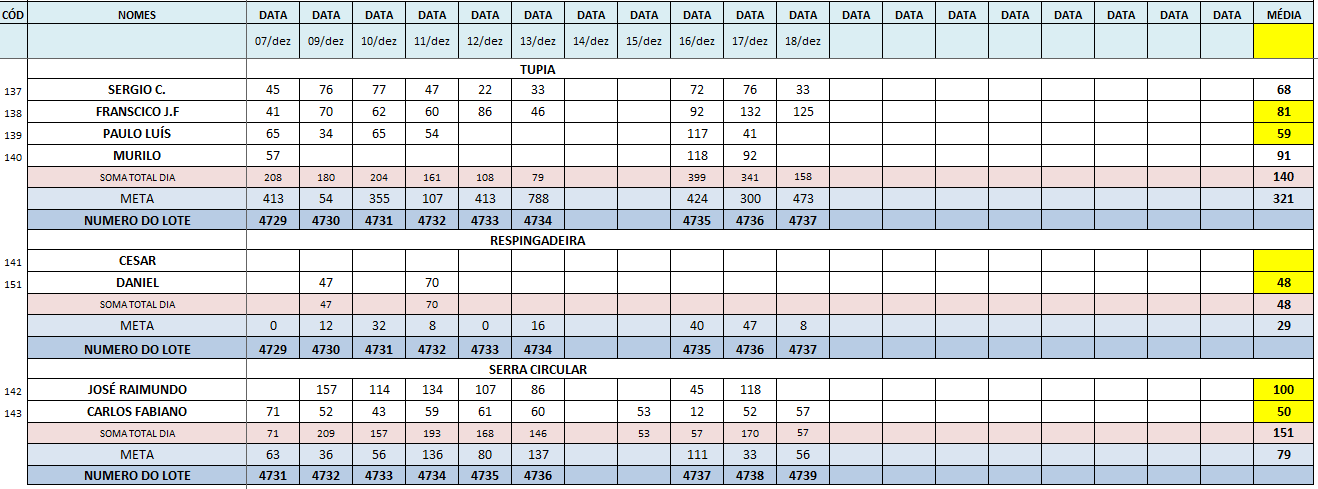 CÓD NOMES DATA DATA DATA DATA DATA DATA DATA DATA DATA DATA DATA DATA DATA DATA DATA DATA DATA DATA DATA MÉDIA
07/dez 09/dez 10/dez 11/dez 12/dez 13/dez 14/dez 15/dez 16/dez 17/dez 18/dez
TUPIA
137 SERGIO C. 45 76 77 47 22 33 72 76 33 68
138 FRANSCICO J.F 41 70 62 60 86 46 92 132 125 81
139 PAULO LUÍS 65 34 65 54 117 41 59
140 MURILO 57 118 92 91
SOMA TOTAL DIA 208 180 204 161 108 79 399 341 158 140
META 413 54 355 107 413 788 424 300 473 321
NUMERO DO LOTE 4729 4730 4731 4732 4733 4734 4735 4736 4737
RESPINGADEIRA
141 CESAR
151 DANIEL 47 70 48
SOMA TOTAL DIA 47 70 48
META 0 12 32 8 0 16 40 47 8 29
NUMERO DO LOTE 4729 4730 4731 4732 4733 4734 4735 4736 4737
SERRA CIRCULAR
142 JOSÉ RAIMUNDO 157 114 134 107 86 45 118 100
143 CARLOS FABIANO 71 52 43 59 61 60 53 12 52 57 50
SOMA TOTAL DIA 71 209 157 193 168 146 53 57 170 57 151
META 63 36 56 136 80 137 111 33 56 79
NUMERO DO LOTE 4731 4732 4733 4734 4735 4736 4737 4738 4739